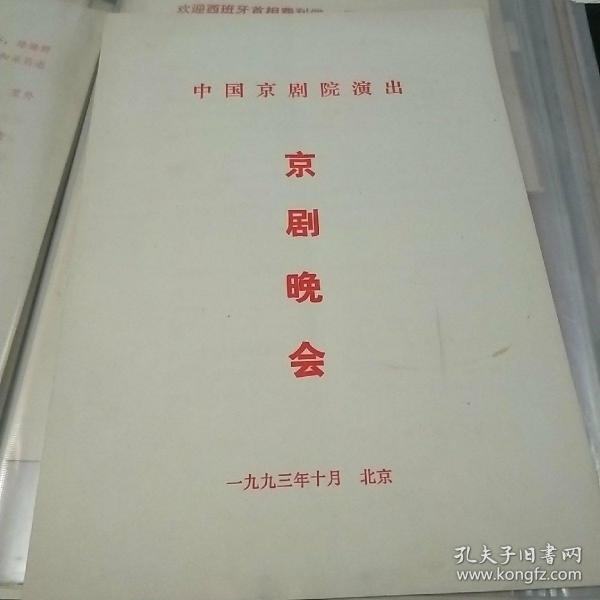 欢迎西班牙首相
中国京剧院演出
京
剧
晚
会
一九九三年十月 北京
孔夫子旧书网
www.kongfz.com